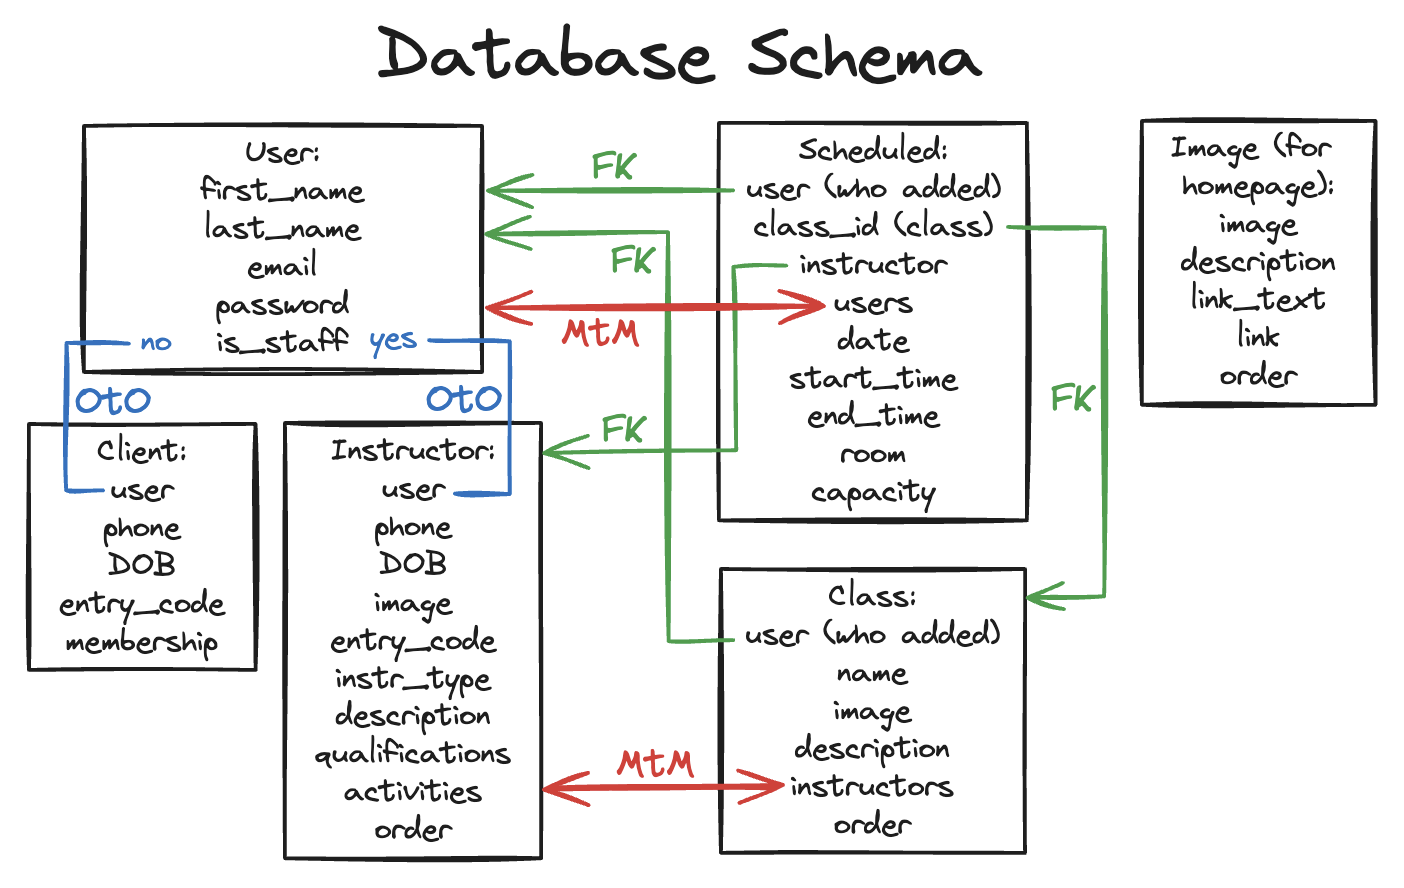 Database Schema
User:
first_name
last_name
email
password
no is_staff yes
OtO
OtO
Client:
user
phone
DOB
entry_code
membership
Instructor:
user
phone
DOB
image
entry_code
instr_type
description
qualifications
activities
order
FK
FK
MtM
FK
MtM
Scheduled:
user (who added)
class_id (class)
instructor
users
date
start_time
end_time
room
capacity
FK
Class:
user (who added)
name
image
description
instructors
order
Image (for
homepage):
image
description
link_text
link
order